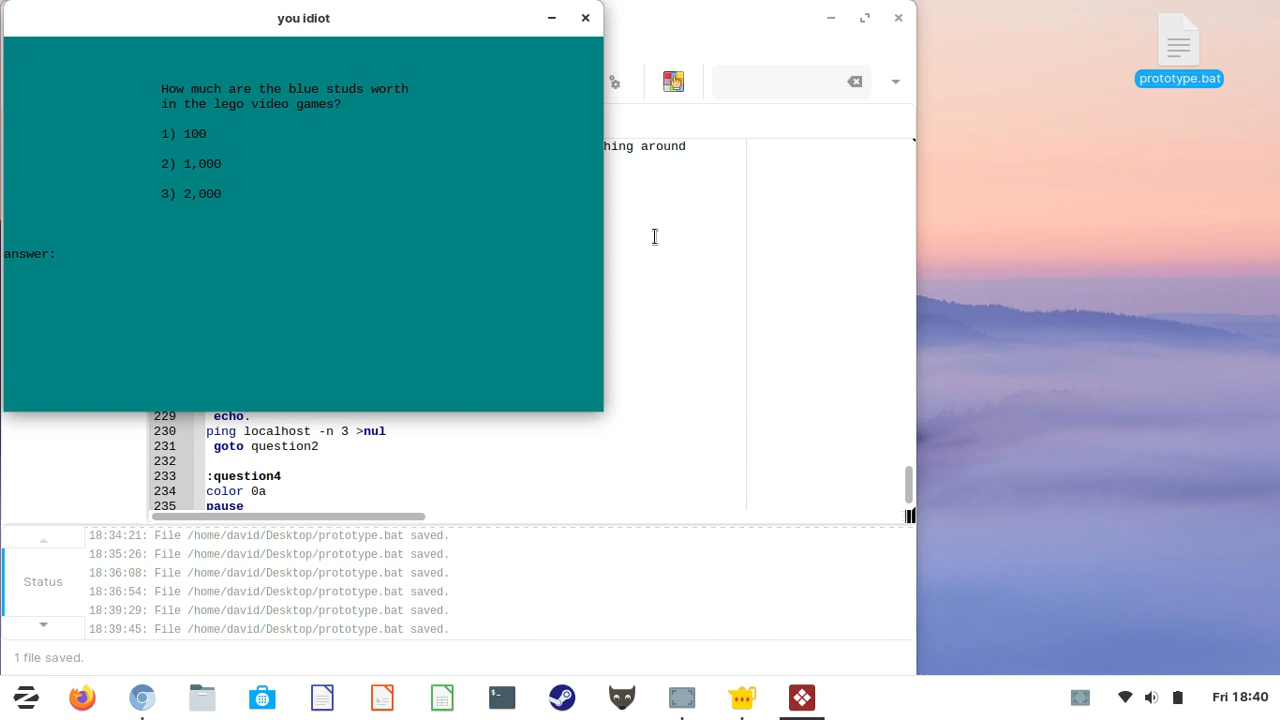 you idiot
How much are the blue studs worth
in the lego video games?
1) 100
2) 1,000
3) 2,000
answer:
hing around
229 echo.
230 ping localhost -n 3 >nul
231 goto question2
232
233 :question4
234 color 0a
235 pause
Status
18:34:21: File /home/david/Desktop/prototype.bat saved.
18:35:26: File /home/david/Desktop/prototype.bat saved.
18:36:08: File /home/david/Desktop/prototype.bat saved.
18:36:54: File /home/david/Desktop/prototype.bat saved.
18:39:29: File /home/david/Desktop/prototype.bat saved.
18:39:45: File /home/david/Desktop/prototype.bat saved.
1 file saved.
prototype.bat
Fri 18:40